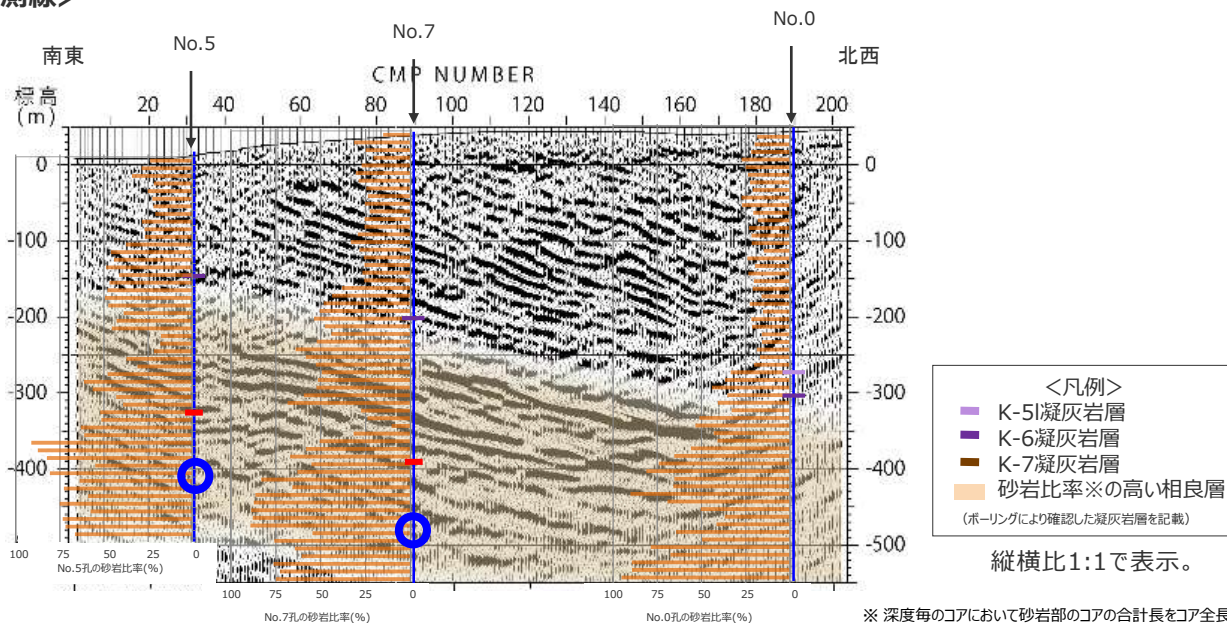 測線>
No.5
No.7
No.0
南東
北西
CMP NUMBER
標高
(m)
20 40 60 80 100 120 140 160 180 200
0 0
-100 -100
-200 -200
-300 -300
-400 -400
-500
100 75 50 25 0
No.5孔の砂岩比率(%)
100 75 50 25 0
No.7孔の砂岩比率(%)
100 75 50 25 0
No.0孔の砂岩比率(%)
<凡例>
K-5l凝灰岩層
K-6凝灰岩層
K-7凝灰岩層
砂岩比率※の高い相良層
(ボーリングにより確認した凝灰岩層を記載)
縦横比1:1で表示。
※ 深度毎のコアにおいて砂岩部のコアの合計長をコア全長